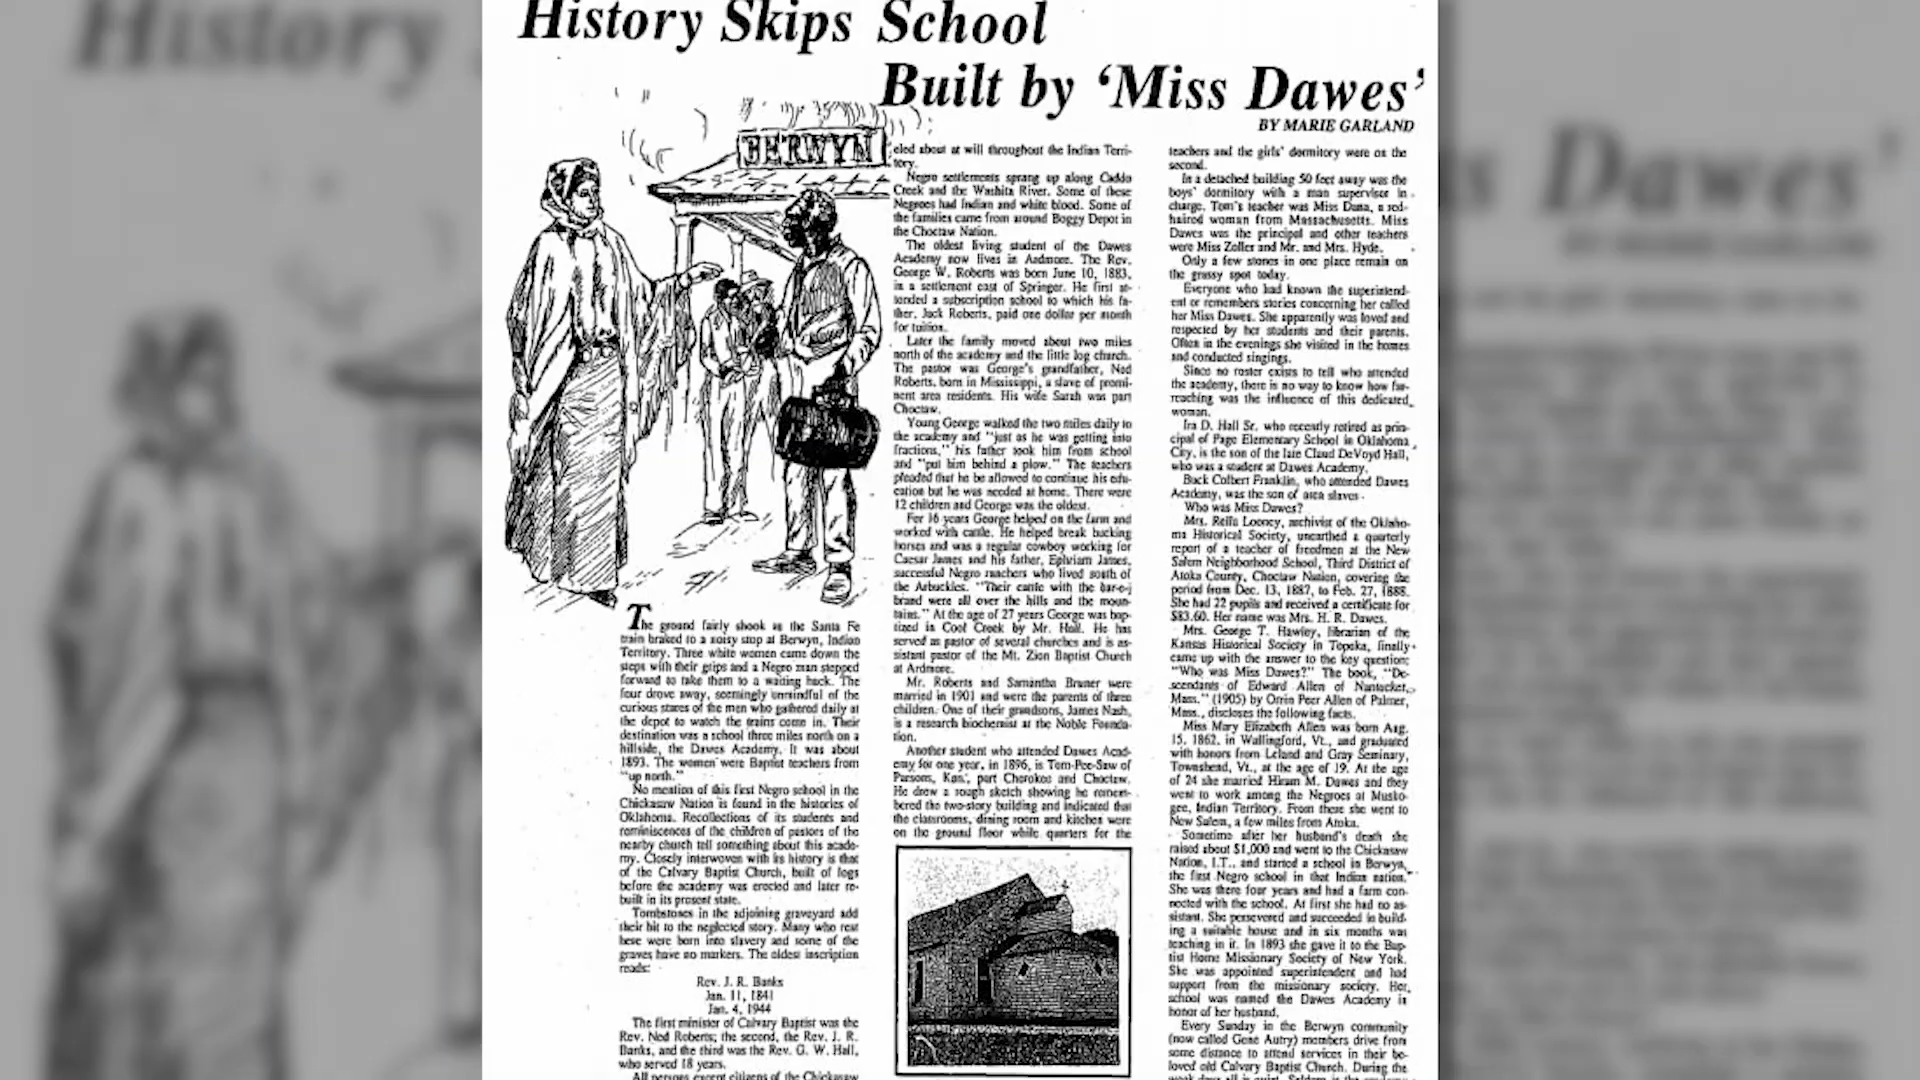 History Skips School
Built by ‘Miss Dawes’
BY MARIE GARLAND
BERWYN
The ground fairly shook as the Santa Fe
train braked to a noisy stop at Berwyn, Indian
Territory. Three white women came down the
steps with their grips and a Negro man stepped
forward to take them to a waiting hack. The
four drove away, seemingly unmindful of the
curious stares of the men who gathered daily at
the depot to watch the trains come in. Their
destination was a school three miles north on a
hillside, the Dawes Academy. It was about
1893. The women were Baptist teachers from
“up north.”
No mention of this first Negro school in the
Chickasaw Nation is found in the histories of
Oklahoma. Recollections of its students and
reminiscences of the children of pastors of the
nearby church tell something about this acade-
my. Closely interwoven with its history is that
of the Calvary Baptist Church, built of logs
before the academy was erected and later re-
built in its present state.
Tombstones in the adjoining graveyard add
their bit to the neglected story. Many who rest
here were born into slavery and some of the
graves have no markers. The oldest inscription
reads:
Rev. J. R. Banks
Jan. 11, 1841
Jan. 4, 1944
The first minister of Calvary Baptist was the
Rev. Ned Roberts; the second, the Rev. J. R.
Banks, and the third was the Rev. G. W. Hall,
who served 18 years.
All persons except citizens of the Chickasaw
eled about at will throughout the Indian Terri-
tory.
Negro settlements sprang up along Caddo
Creek and the Washita River. Some of these
Negroes had Indian and white blood. Some of
the families came from around Boggy Depot in
the Choctaw Nation.
The oldest living student of the Dawes
Academy now lives in Ardmore. The Rev.
George W. Roberts was born June 10, 1883,
in a settlement east of Springer. He first at-
tended a subscription school to which his fa-
ther, Jack Roberts, paid one dollar per month
for tuition.
Later the family moved about two miles
north of the academy and the little log church.
The pastor was George's grandfather, Ned
Roberts, born in Mississippi, a slave of promi-
nent area residents. His wife Sarah was part
Choctaw.
Young George walked the two miles daily to
the academy and “just as he was getting into
fractions,” his father took him from school
and “put him behind a plow.” The teachers
pleaded that he be allowed to continue his edu-
cation but he was needed at home. There were
12 children and George was the oldest.
For 16 years George helped on the farm and
worked with cattle. He helped break bucking
horses and was a regular cowboy working for
Caesar James and his father, Ephriam James,
successful Negro ranchers who lived south of
the Arbuckles. “Their cattle with the bar-e-j
brand were all over the hills and the moun-
tains.” At the age of 27 years George was bap-
tized in Cool Creek by Mr. Hall. He has
served as pastor of several churches and is as-
sistant pastor of the Mt. Zion Baptist Church
at Ardmore.
Mr. Roberts and Samantha Bruner were
married in 1901 and were the parents of three
children. One of their grandsons, James Nash,
is a research biochemist at the Noble Founda-
tion.
Another student who attended Dawes Acad-
emy for one year, in 1896, is Tom-Pee-Saw of
Parsons, Kan., part Cherokee and Choctaw.
He drew a rough sketch showing he remem-
bered the two-story building and indicated that
the classrooms, dining room and kitchen were
on the ground floor while quarters for the
teachers and the girls' dormitory were on the
second.
In a detached building 50 feet away was the
boys' dormitory with a man supervisor in
charge. Tom's teacher was Miss Dana, a red-
haired woman from Massachusetts. Miss
Dawes was the principal and other teachers
were Miss Zoller and Mr. and Mrs. Hyde.
Only a few stones in one place remain on
the grassy spot today.
Everyone who had known the superintend-
ent or remembers stories concerning her called
her Miss Dawes. She apparently was loved and
respected by her students and their parents.
Often in the evenings she visited in the homes
and conducted singings.
Since no roster exists to tell who attended
the academy, there is no way to know how far-
reaching was the influence of this dedicated
woman.
Ira D. Hall Sr. who recently retired as prin-
cipal of Page Elementary School in Oklahoma
City, is the son of the late Claud DeVoyd Hall,
who was a student at Dawes Academy.
Buck Colbert Franklin, who attended Dawes
Academy, was the son of area slaves.
Who was Miss Dawes?
Mrs. Rella Looney, archivist of the Oklaho-
ma Historical Society, unearthed a quarterly
report of a teacher of freedmen at the New
Salem Neighborhood School, Third District of
Atoka County, Choctaw Nation, covering the
period from Dec. 13, 1887, to Feb. 27, 1888.
She had 22 pupils and received a certificate for
$83.60. Her name was Mrs. H. R. Dawes.
Mrs. George T. Hawley, librarian of the
Kansas Historical Society in Topeka, finally
came up with the answer to the key question:
“Who was Miss Dawes?” The book, “De-
scendants of Edward Allen of Nantucket,
Mass.” (1905) by Orrin Peer Allen of Palmer,
Mass., discloses the following facts.
Miss Mary Elizabeth Allen was born Aug.
15, 1862, in Wallingford, Vt., and graduated
with honors from Leland and Gray Seminary,
Townshend, Vt., at the age of 19. At the age
of 24 she married Hiram M. Dawes and they
went to work among the Negroes at Musko-
gee, Indian Territory. From there she went to
New Salem, a few miles from Atoka.
Sometime after her husband's death she
raised about $1,000 and went to the Chickasaw
Nation, I.T., and started a school in Berwyn,
the first Negro school in that Indian nation.
She was there four years and had a farm con-
nected with the school. At first she had no as-
sistant. She persevered and succeeded in build-
ing a suitable house and in six months was
teaching in it. In 1893 she gave it to the Bap-
tist Home Missionary Society of New York.
She was appointed superintendent and had
support from the missionary society. Her
school was named the Dawes Academy in
honor of her husband.
Every Sunday in the Berwyn community
(now called Gene Autry) members drive from
some distance to attend services in their be-
loved old Calvary Baptist Church. During the